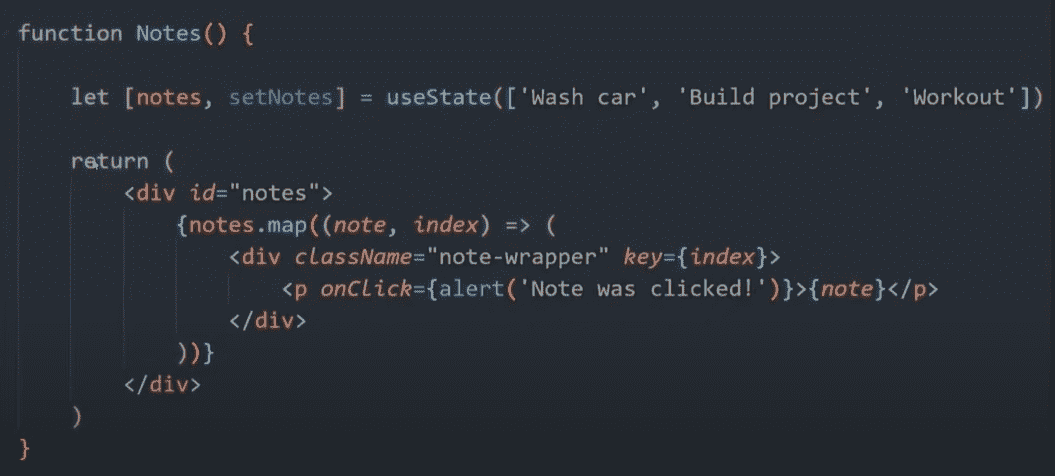 function Notes() {
let [notes, setNotes] = useState(['Wash car', 'Build project', 'Workout'])
return (
<div id="notes">
{notes.map((note, index) => (
<div className="note-wrapper" key={index}>
<p onClick={alert('Note was clicked!')}>{note}</p>
</div>
))}
</div>
)
}